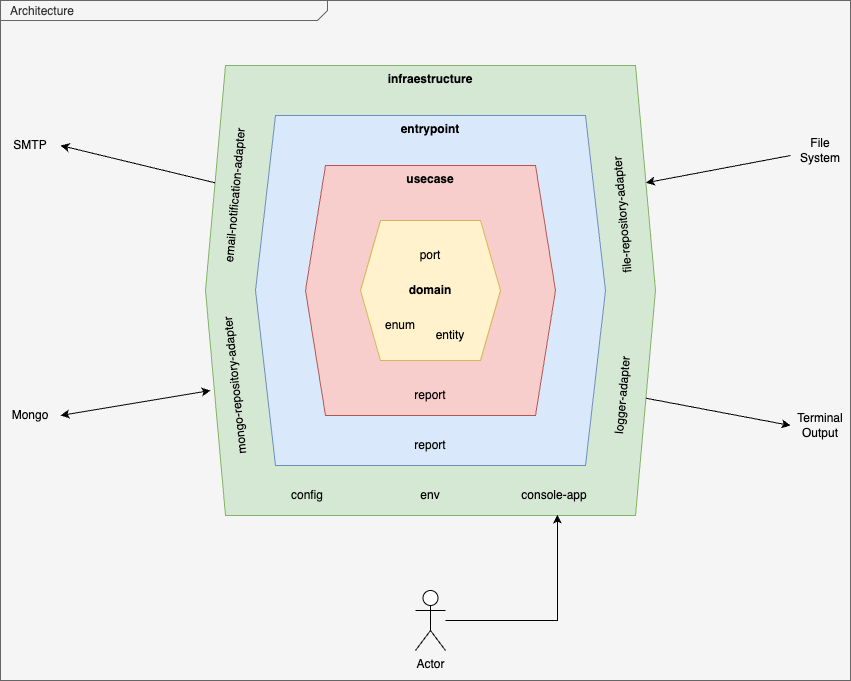 Architecture
infraestructure
entrypoint
usecase
port
domain
enum
entity
report
report
config
env
console-app
email-notification-adapter
mongo-repository-adapter
file-repository-adapter
logger-adapter
SMTP
Mongo
File
System
Terminal
Output
Actor